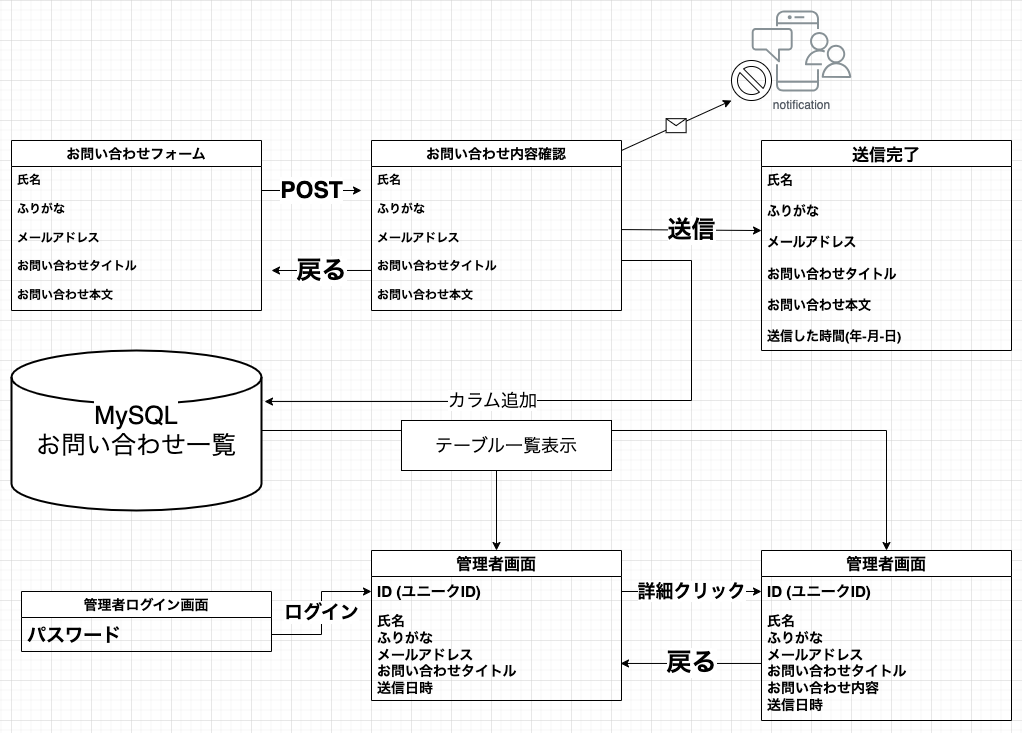 notification
お問い合わせフォーム
氏名
ふりがな
メールアドレス
お問い合わせタイトル
お問い合わせ本文
POST
戻る
お問い合わせ内容確認
氏名
ふりがな
メールアドレス
お問い合わせタイトル
お問い合わせ本文
送信
送信完了
氏名
ふりがな
メールアドレス
お問い合わせタイトル
お問い合わせ本文
送信した時間(年-月-日)
カラム追加
MySQL
お問い合わせ一覧
テーブル一覧表示
管理者ログイン画面
パスワード
ログイン
管理者画面
ID (ユニークID)
氏名
ふりがな
メールアドレス
お問い合わせタイトル
送信日時
詳細クリック
戻る
管理者画面
ID (ユニークID)
氏名
ふりがな
メールアドレス
お問い合わせタイトル
お問い合わせ内容
送信日時